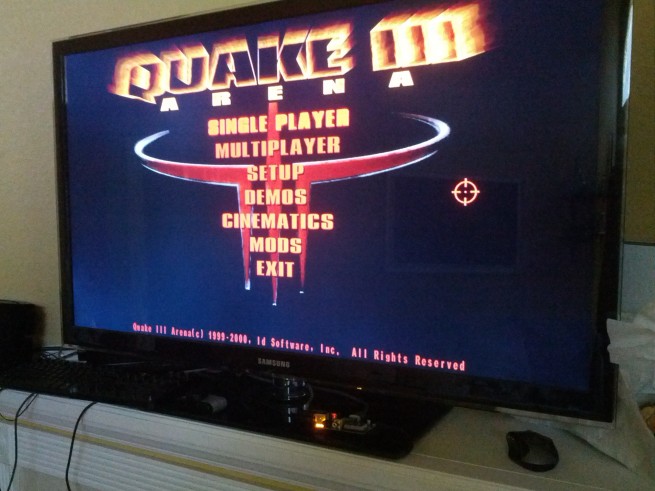 QUAKE III
ARENA
SINGLE PLAYER
MULTIPLAYER
SETUP
DEMOS
CINEMATICS
MODS
EXIT
Quake III Arena(c) 1999-2000, Id Software, Inc. All Rights Reserved
SAMSUNG